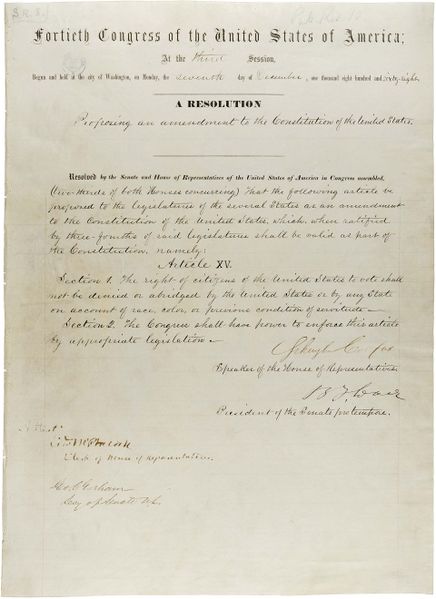 S.R. 8.
Fortieth Congress of the United States of America;
At the third Session,
Begun and held at the city of Washington, on Monday, the seventh day of December, one thousand eight hundred and sixty-eight.
A RESOLUTION
Proposing an amendment to the Constitution of the United States.
Resolved by the Senate and House of Representatives of the United States of America in Congress assembled,
(two-thirds of both Houses concurring) That the following article be
proposed to the legislatures of the several States as an amendment
to the Constitution of the United States, which, when ratified
by three-fourths of said legislatures shall be valid as part of
the Constitution, namely:
Article XV.
Section 1. The right of citizens of the United States to vote shall
not be denied or abridged by the United States or by any State
on account of race, color, or previous condition of servitude—
Section 2. The Congress shall have power to enforce this article
by appropriate legislation—
Schuyler Colfax
Speaker of the House of Representatives.
B. F. Wade
President of the Senate pro tempore.
Attest:
Clerk of House of Representatives.
Geo. C. Gorham
Secy of Senate U.S.